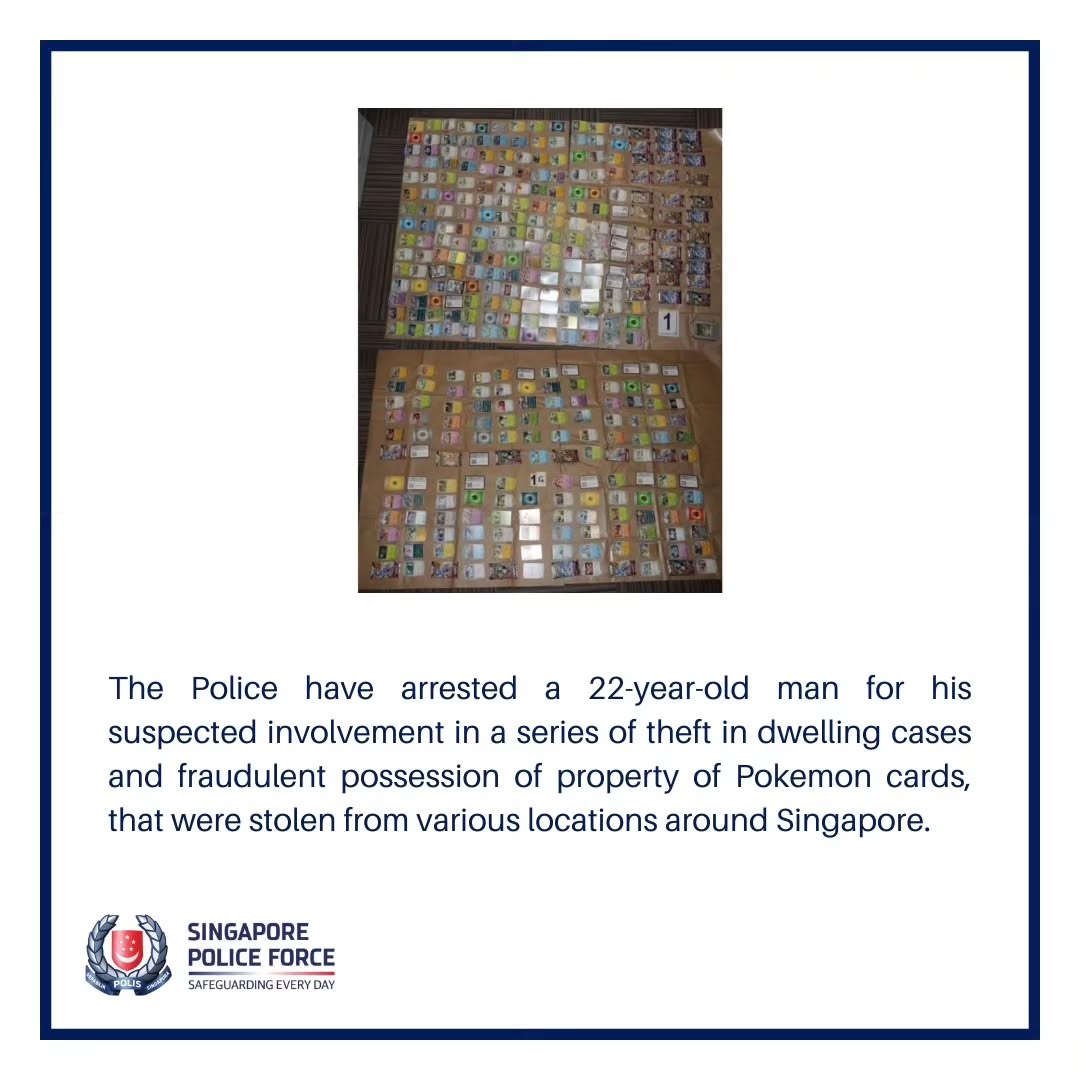 1
1G
The Police have arrested a 22-year-old man for his
suspected involvement in a series of theft in dwelling cases
and fraudulent possession of property of Pokemon cards,
that were stolen from various locations around Singapore.
REPUBLIK POLIS SINGAPURA
SINGAPORE
POLICE FORCE
SAFEGUARDING EVERY DAY